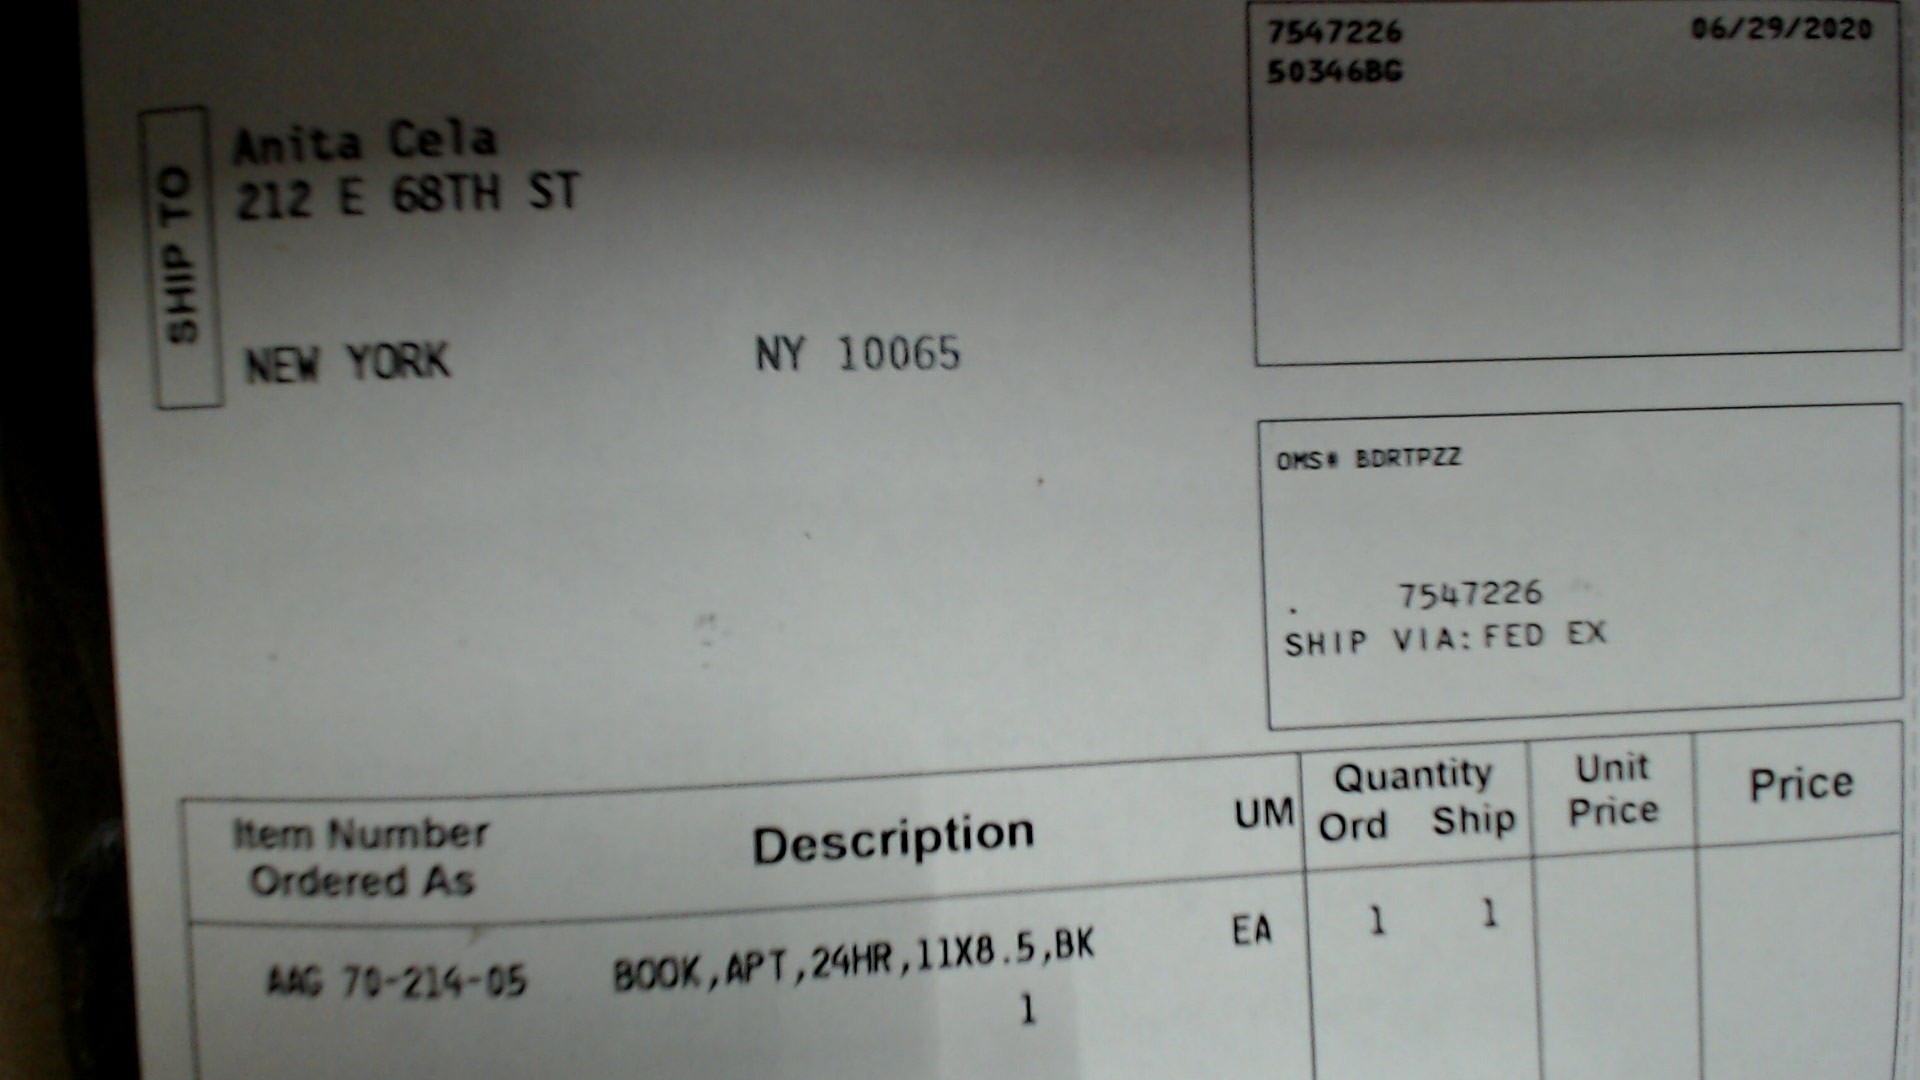 7547226 06/29/2020
50346BG
SHIP TO
Anita Cela
212 E 68TH ST
NEW YORK NY 10065
OMS# BDRTPZZ
7547226
SHIP VIA: FED EX
Item Number Ordered As Description UM Quantity Ord Ship Unit Price Price
AAG 70-214-05 BOOK,APT,24HR,11X8.5,BK EA 1 1
1